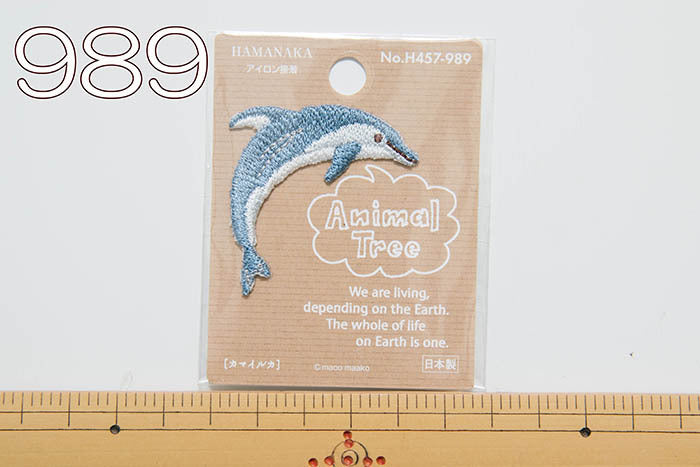 989
HAMANAKA
アイロン接着
No.H457-989
Animal
Tree
We are living,
depending on the Earth.
The whole of life
on Earth is one.
[カマイルカ]
©maco maako
日本製